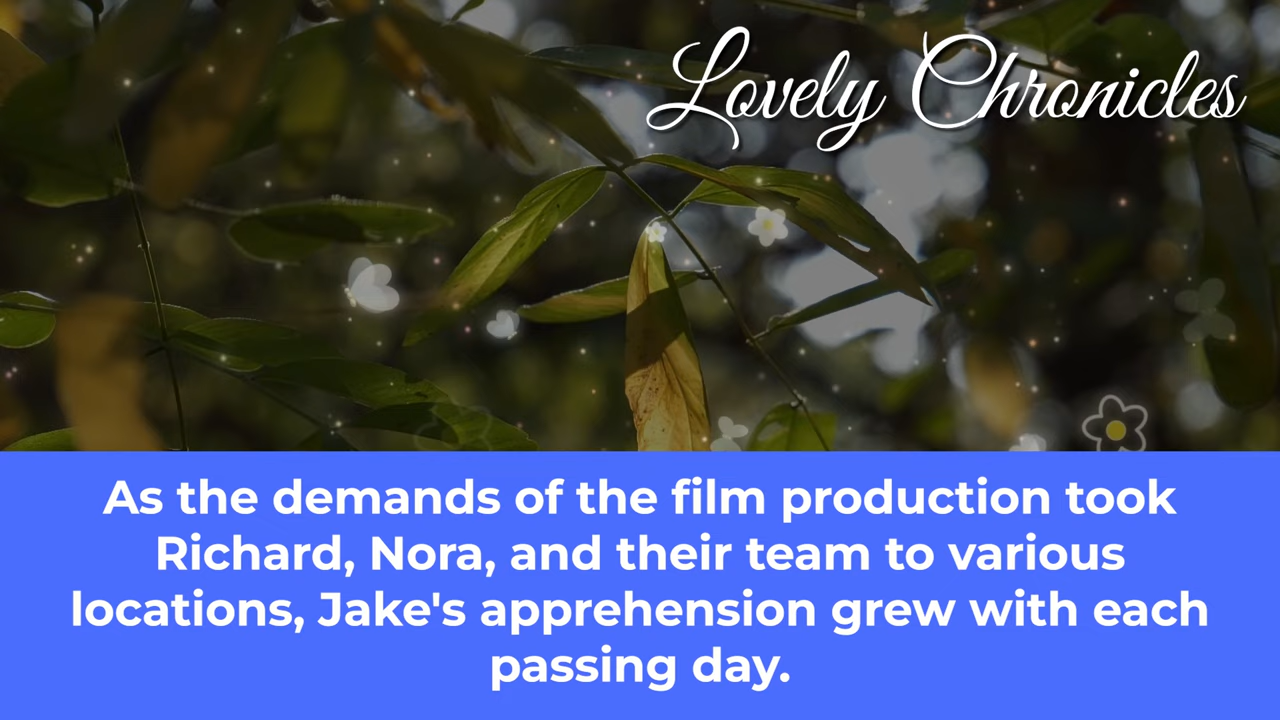 Lovely Chronicles
As the demands of the film production took
Richard, Nora, and their team to various
locations, Jake's apprehension grew with each
passing day.